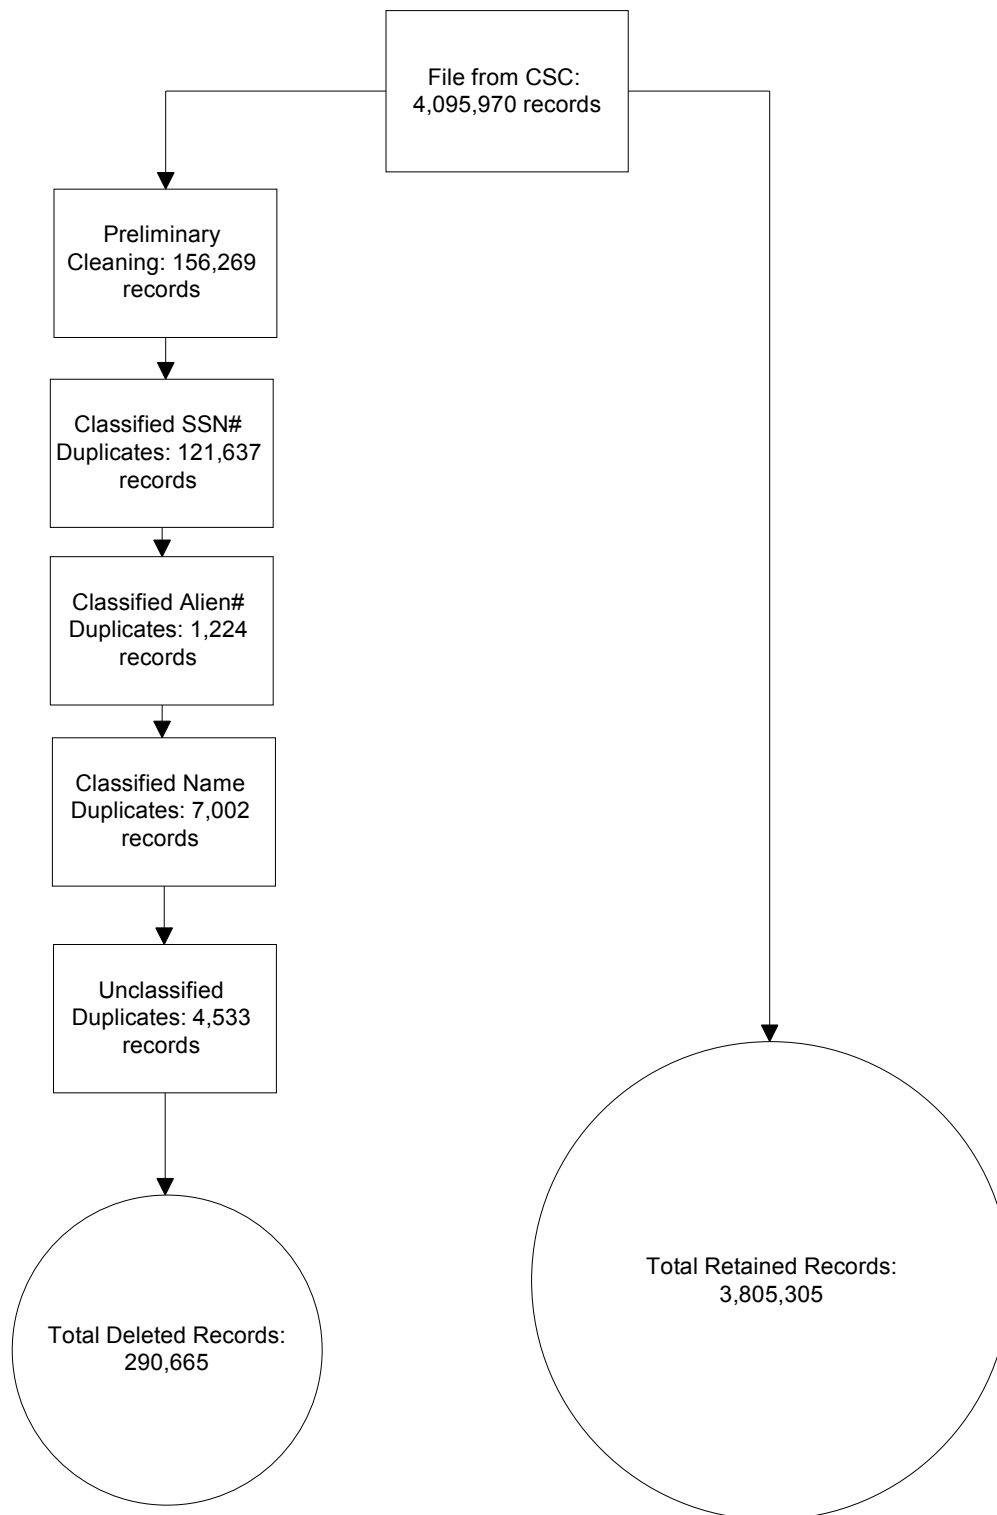 File from CSC:
4,095,970 records
Preliminary
Cleaning: 156,269
records
Classified SSN#
Duplicates: 121,637
records
Classified Alien#
Duplicates: 1,224
records
Classified Name
Duplicates: 7,002
records
Unclassified
Duplicates: 4,533
records
Total Retained Records:
3,805,305
Total Deleted Records:
290,665